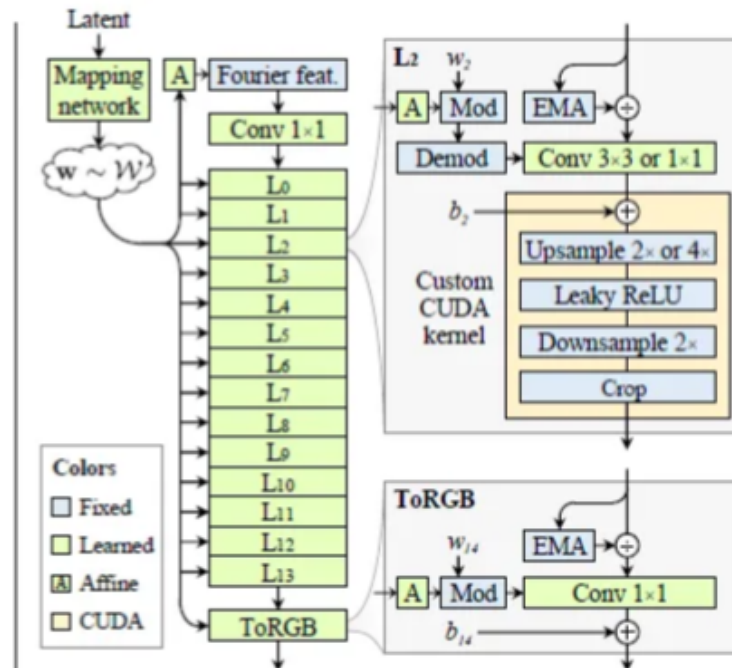 Latent
Mapping
network
w ~ W
A
Fourier feat.
Conv 1×1
L0
L1
L2
L3
L4
L5
L6
L7
L8
L9
L10
L11
L12
L13
ToRGB
Colors
Fixed
Learned
A Affine
CUDA
L2
w2
A
Mod
EMA
÷
Demod
Conv 3×3 or 1×1
b2
+
Upsample 2× or 4×
Leaky ReLU
Downsample 2×
Crop
Custom
CUDA
kernel
ToRGB
w14
A
Mod
EMA
÷
Conv 1×1
b14
+